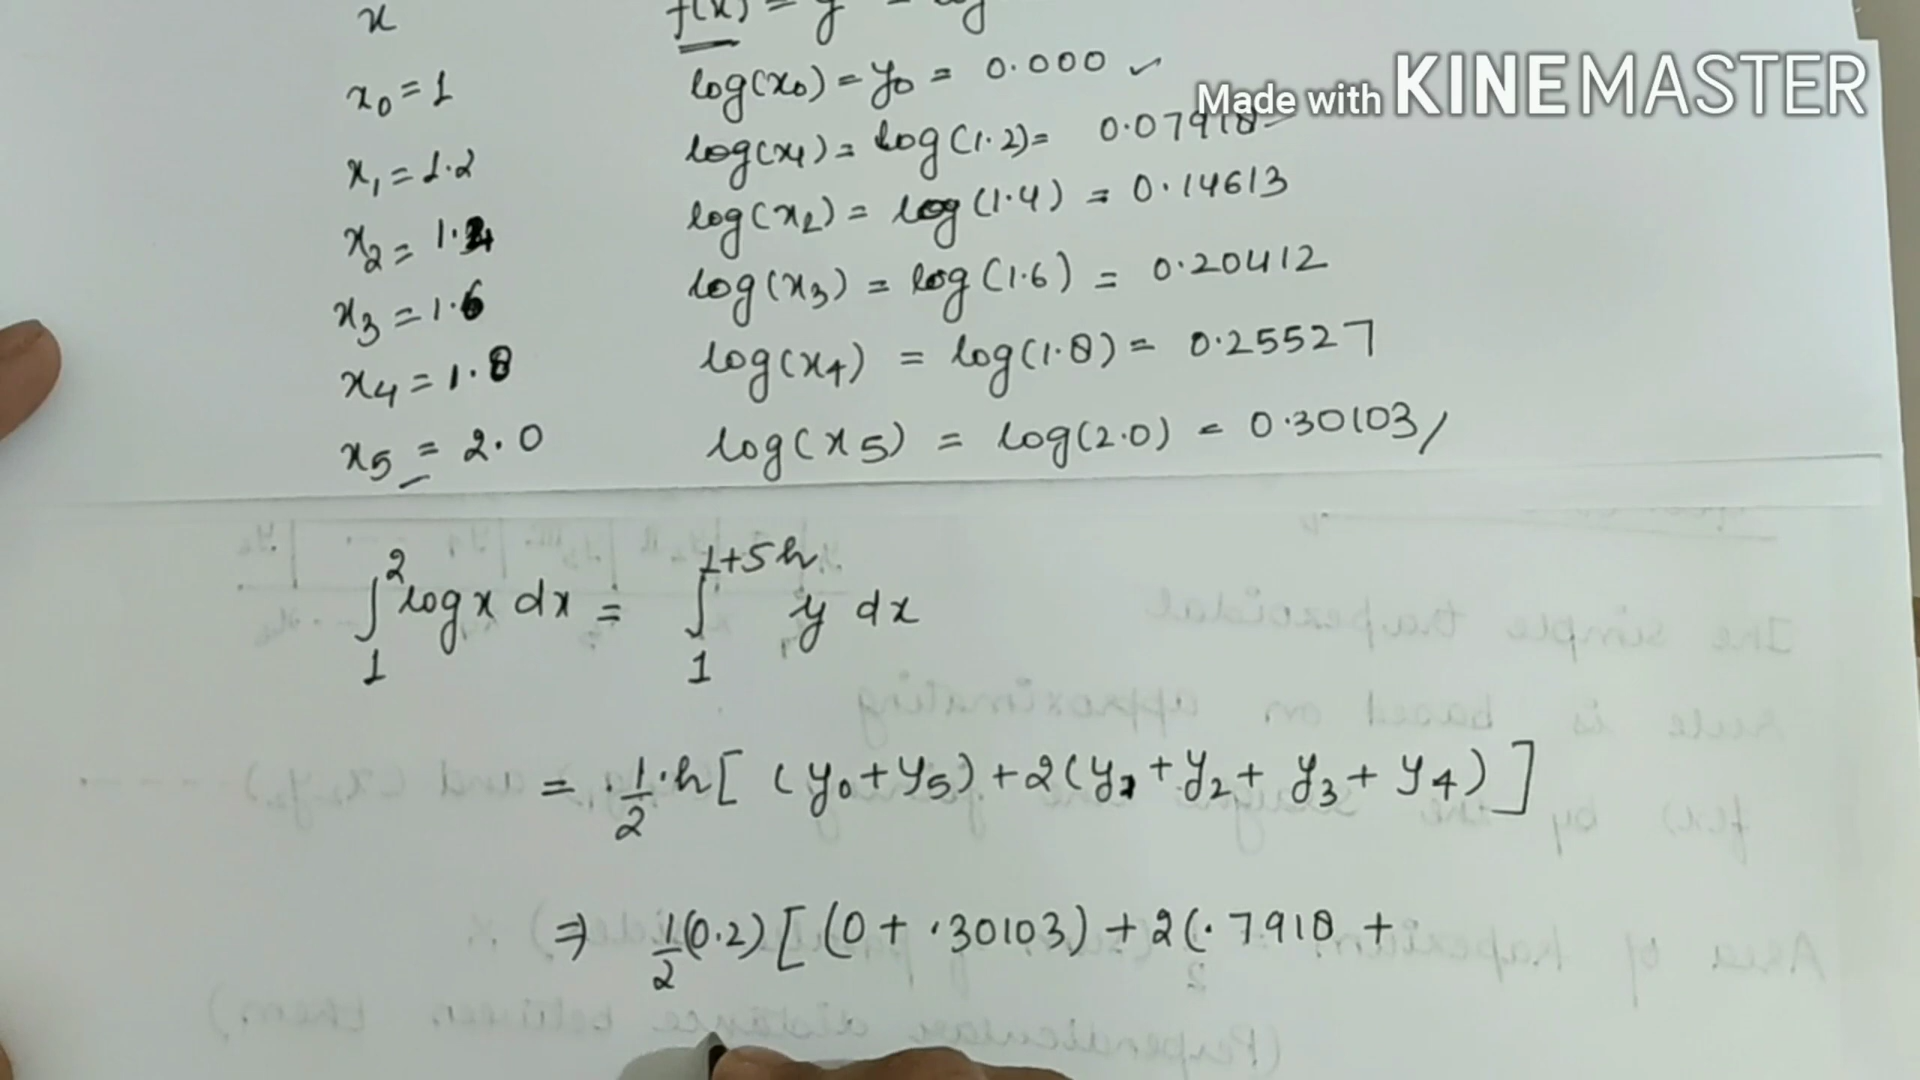 x f(x) = y = log
x₀ = 1 log(x₀) = y₀ = 0.000 ✓
Made with KINEMASTER
x₁ = 1.2 log(x₁) = log(1.2) = 0.07918
x₂ = 1.4 log(x₂) = log(1.4) = 0.14613
x₃ = 1.6 log(x₃) = log(1.6) = 0.20412
x₄ = 1.8 log(x₄) = log(1.8) = 0.25527
x₅ = 2.0 log(x₅) = log(2.0) = 0.30103
∫₁² log x dx = ∫₁^(1+5h) y dx
= 1/2 · h [ (y₀ + y₅) + 2(y₁ + y₂ + y₃ + y₄) ]
⇒ 1/2 (0.2) [ (0 + .30103) + 2(.7918 +